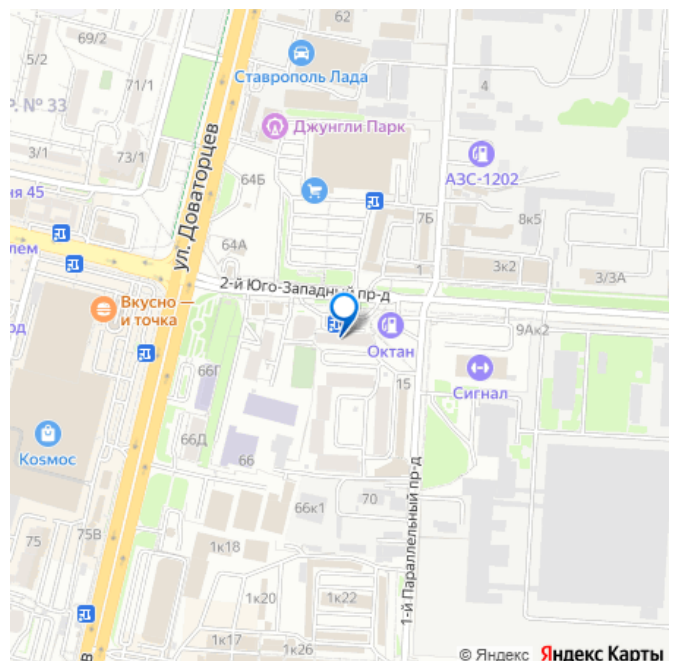 62
69/2
5/2
Ставрополь Лада
71/1
4
Р. № 33
Джунгли Парк
3/1
73/1
АЗС-1202
64Б
ня 45
ул. Доваторцев
7Б
8к5
64А
лем
1
3к2
3/3А
2-й Юго-Западный пр-д
Вкусно —
и точка
од
9Ак2
Октан
66Г
15
Сигнал
66Д
Коѕмос
66
70
66к1
1-й Параллельный пр-д
75В
75
1к18
1к20
1к22
1к17
1к26
в
© Яндекс Яндекс Карты